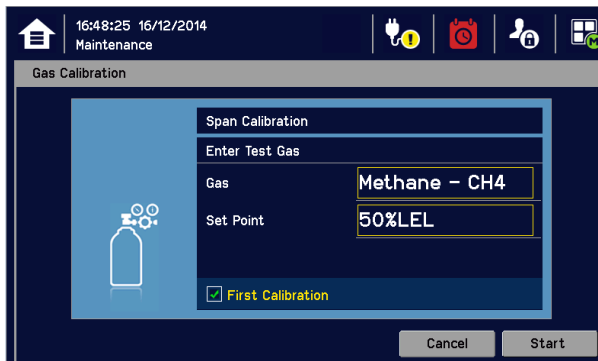 16:48:25 16/12/2014
Maintenance
Gas Calibration
Span Calibration
Enter Test Gas
Gas
Methane - CH4
Set Point
50%LEL
First Calibration
Cancel
Start